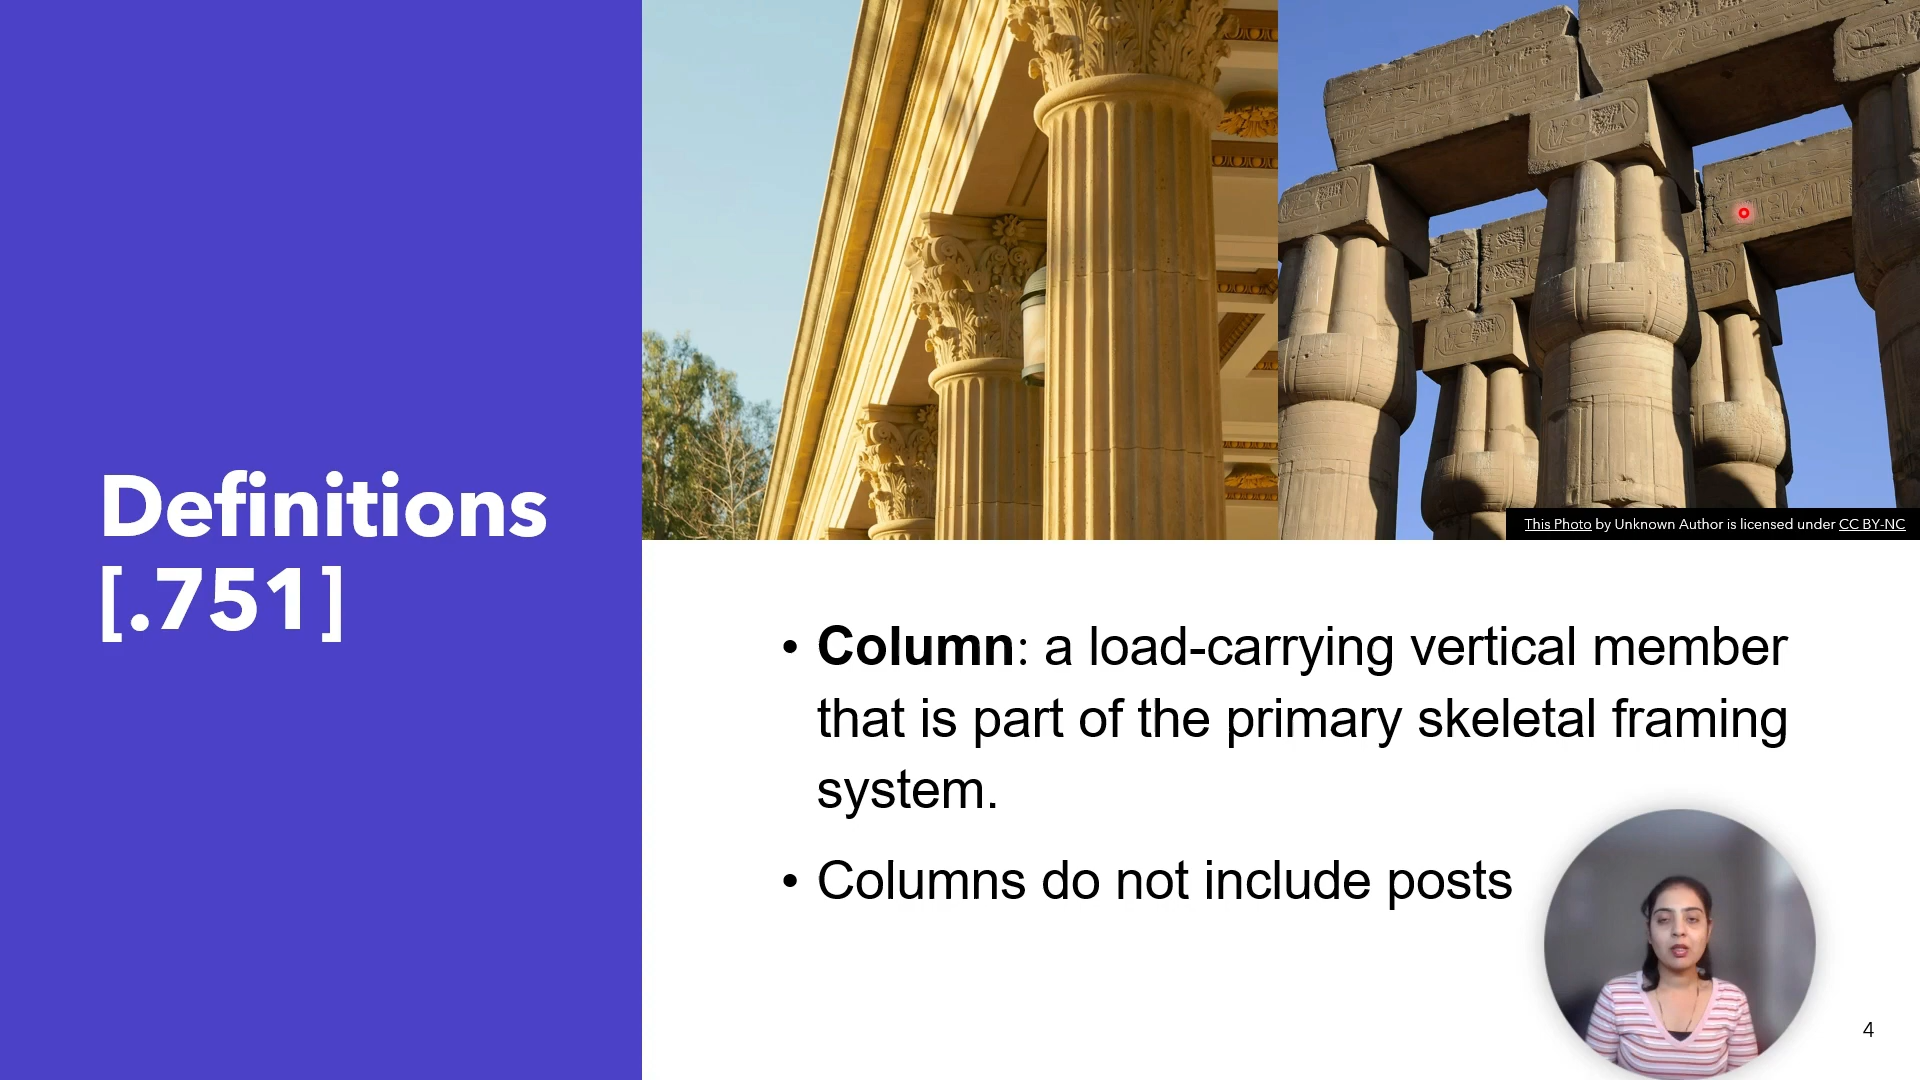 Definitions
[.751]
This Photo by Unknown Author is licensed under CC BY-NC
• Column: a load-carrying vertical member
that is part of the primary skeletal framing
system.
• Columns do not include posts
4